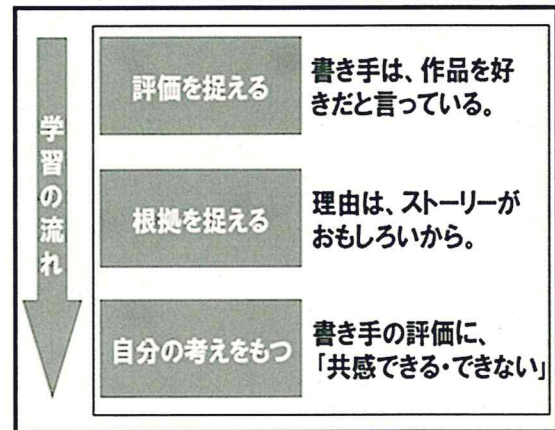 学習の流れ
評価を捉える
書き手は、作品を好
きだと言っている。
根拠を捉える
理由は、ストーリーが
おもしろいから。
自分の考えをもつ
書き手の評価に、
「共感できる・できない」